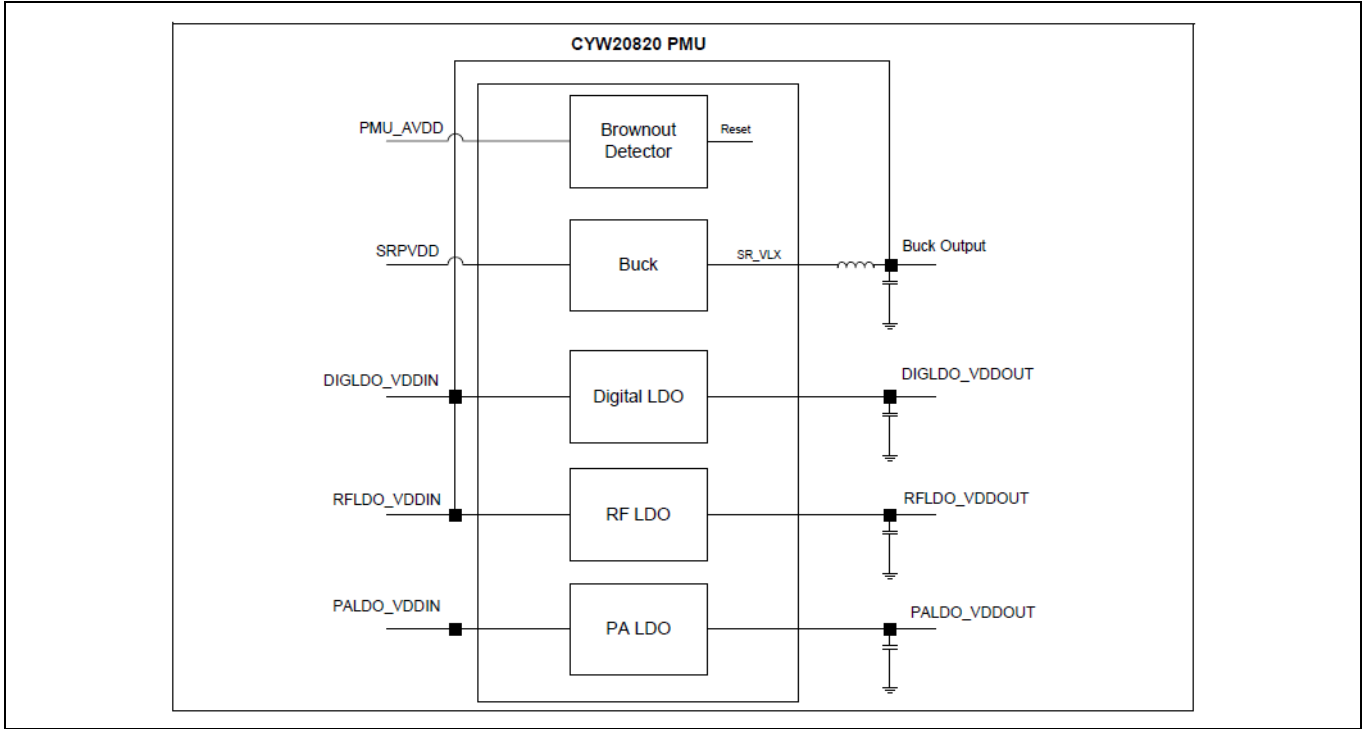 CYW20820 PMU
PMU_AVDD
Brownout
Detector
Reset
SRPVDD
Buck
SR_VLX
Buck Output
DIGLDO_VDDIN
Digital LDO
DIGLDO_VDDOUT
RFLDO_VDDIN
RF LDO
RFLDO_VDDOUT
PALDO_VDDIN
PA LDO
PALDO_VDDOUT